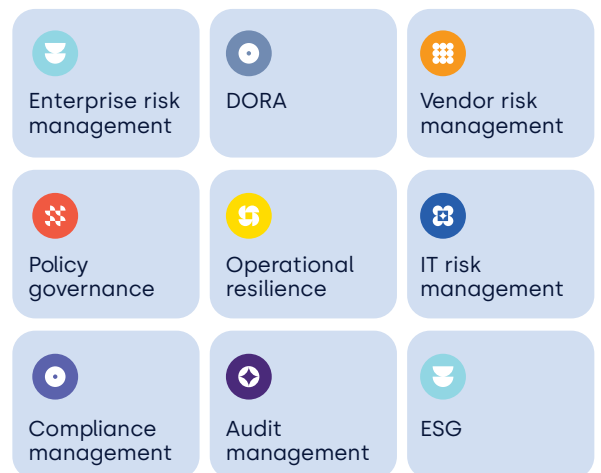 Enterprise risk
management
DORA
Vendor risk
management
Policy
governance
Operational
resilience
IT risk
management
Compliance
management
Audit
management
ESG